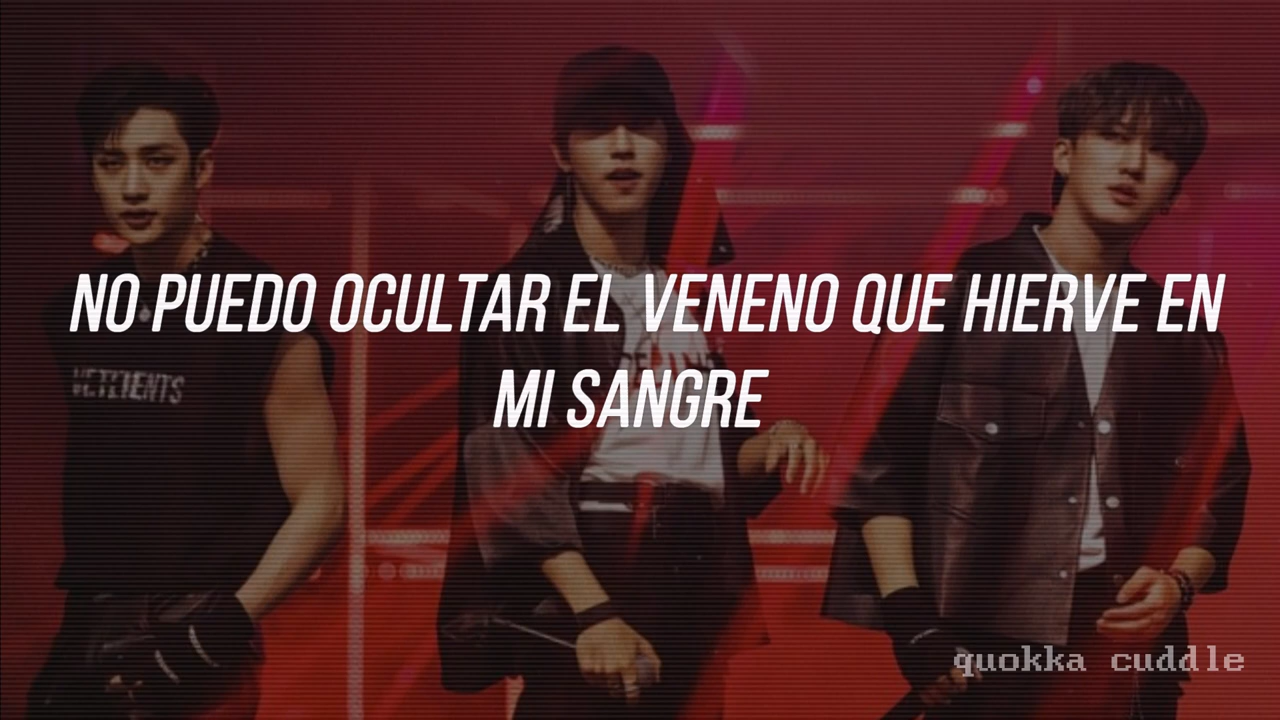 NO PUEDO OCULTAR EL VENENO QUE HIERVE EN
MI SANGRE
VETEMENTS
quokka cuddle